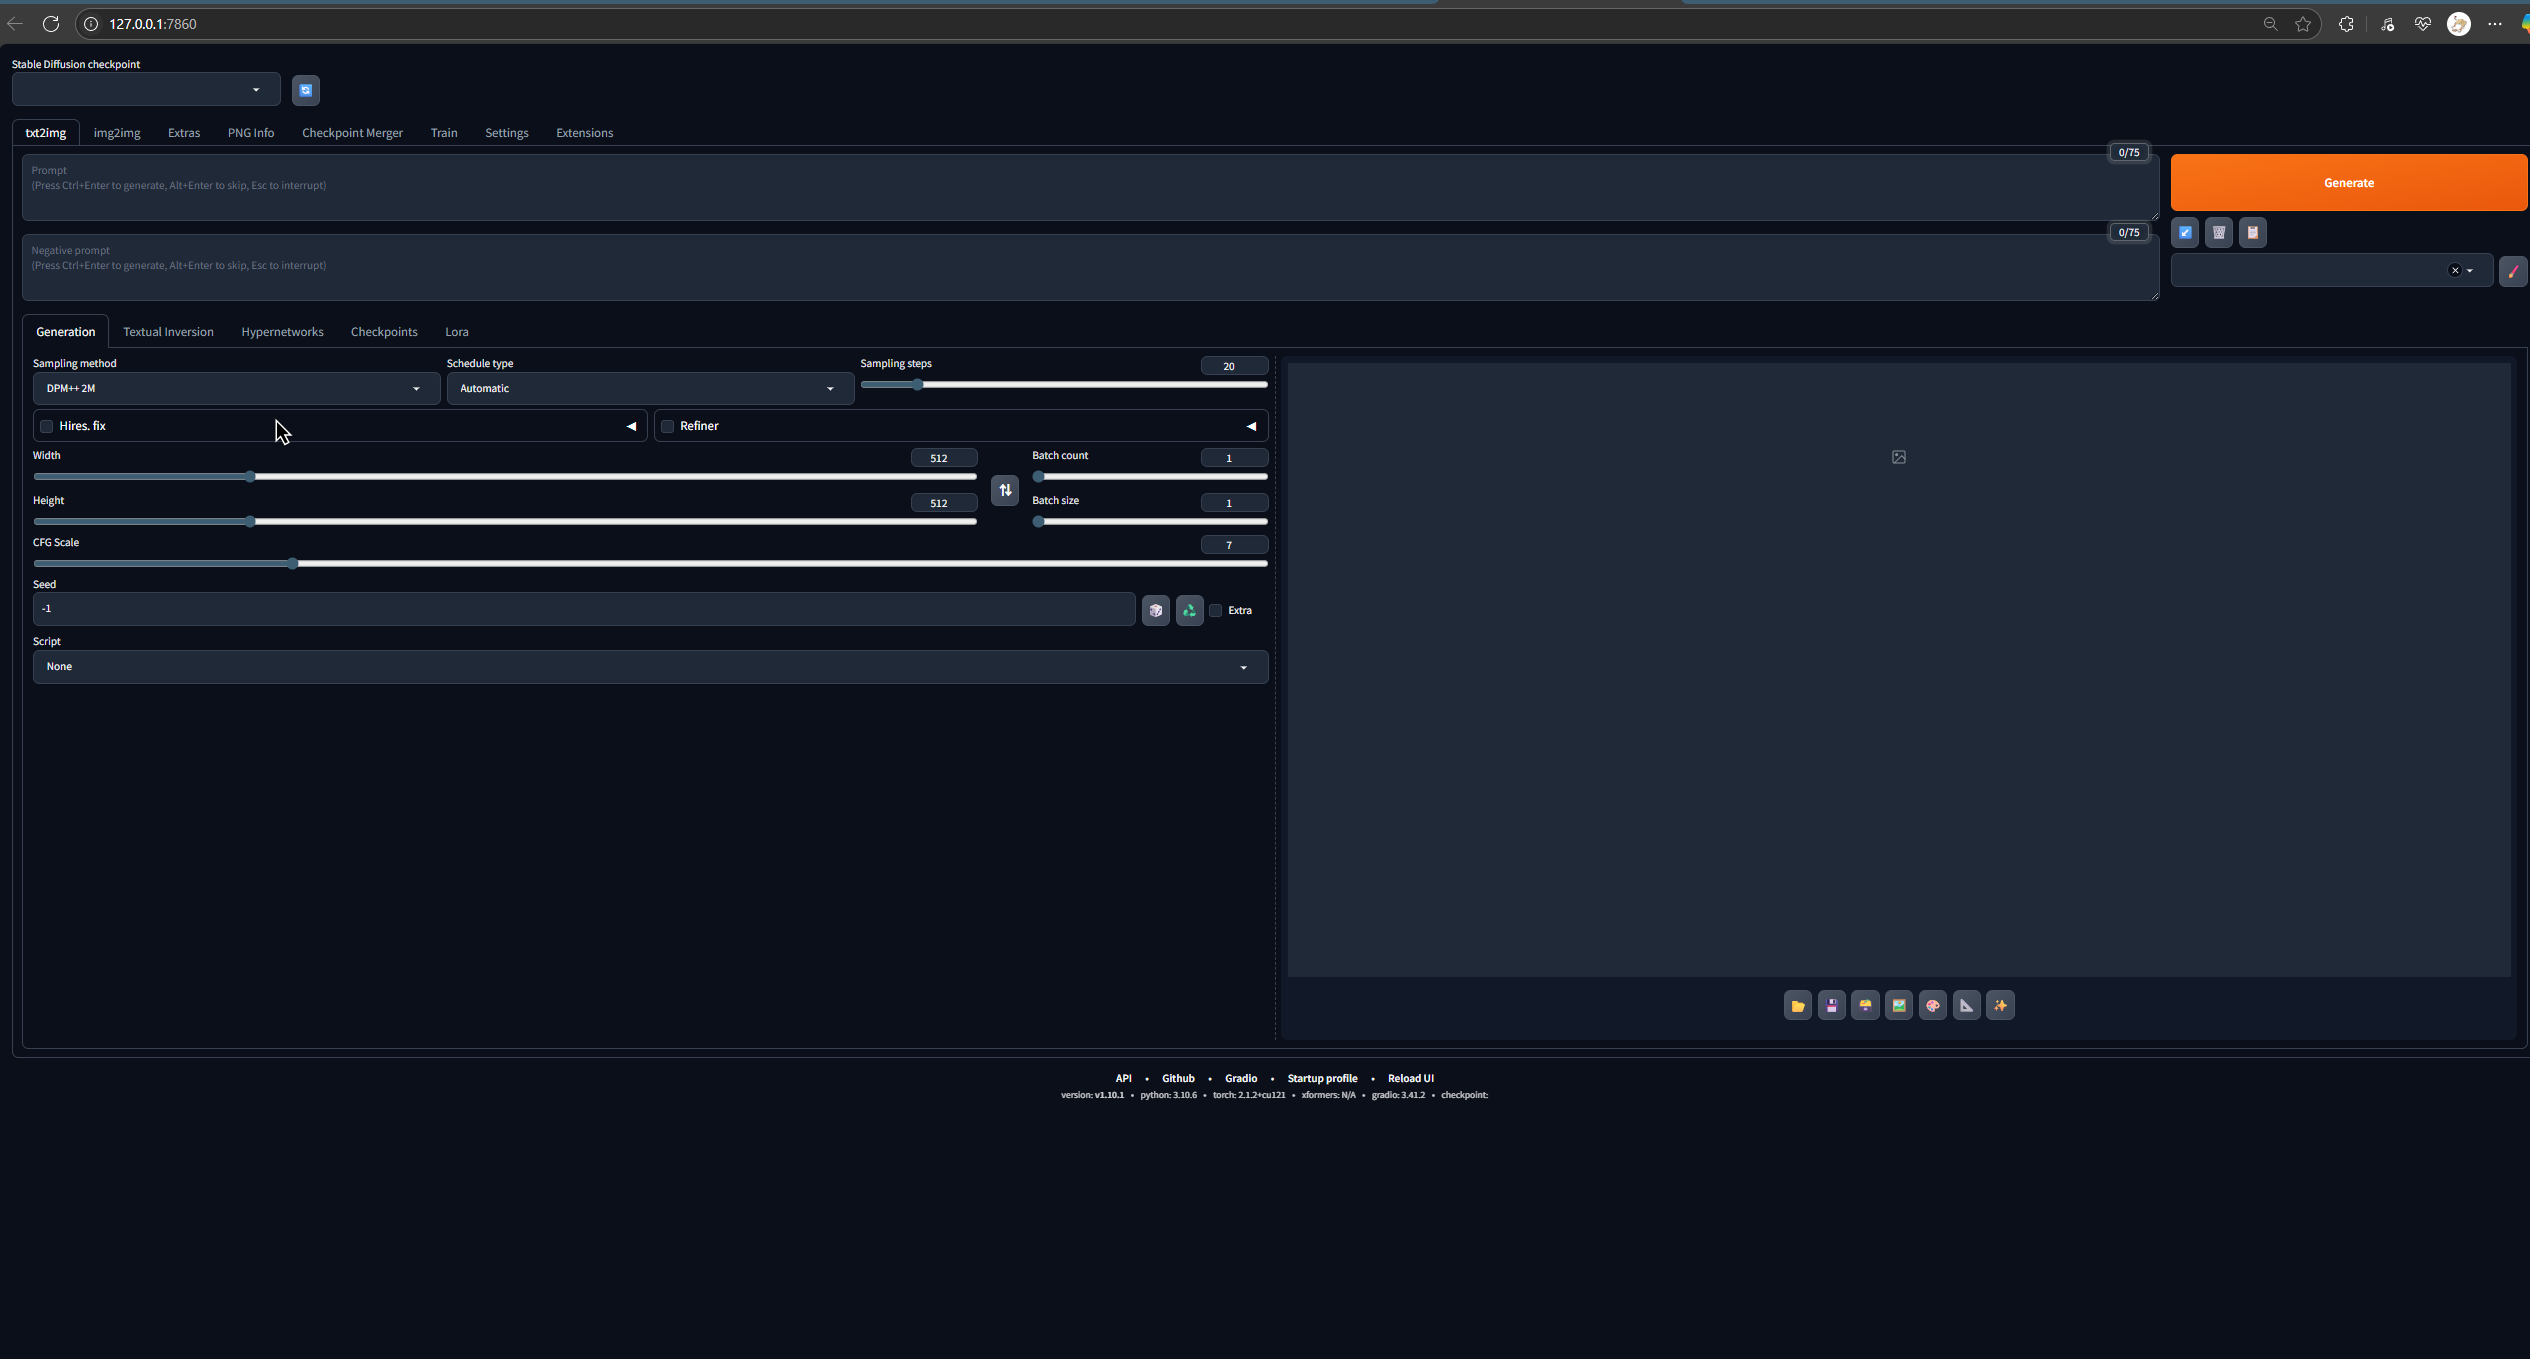 127.0.0.1:7860
Stable Diffusion checkpoint
txt2img img2img Extras PNG Info Checkpoint Merger Train Settings Extensions
0/75
Prompt
(Press Ctrl+Enter to generate, Alt+Enter to skip, Esc to interrupt)
Generate
0/75
Negative prompt
(Press Ctrl+Enter to generate, Alt+Enter to skip, Esc to interrupt)
Generation Textual Inversion Hypernetworks Checkpoints Lora
Sampling method Schedule type Sampling steps 20
DPM++ 2M Automatic
Hires. fix Refiner
Width 512 Batch count 1
Height 512 Batch size 1
CFG Scale 7
Seed
-1 Extra
Script
None
API • Github • Gradio • Startup profile • Reload UI
version: v1.10.1 • python: 3.10.6 • torch: 2.1.2+cu121 • xformers: N/A • gradio: 3.41.2 • checkpoint: